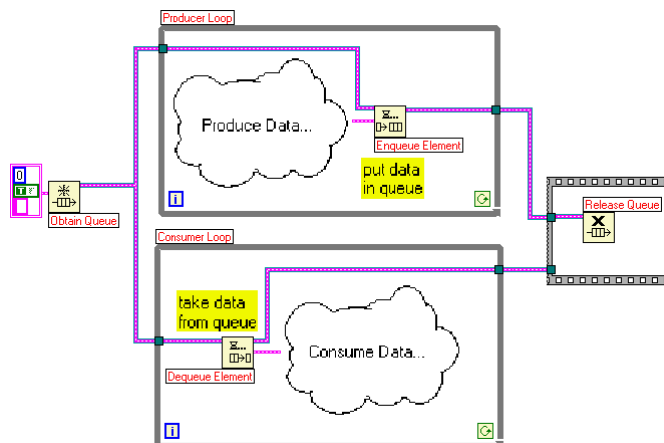 Producer Loop
Produce Data...
Enqueue Element
put data
in queue
i
0
T F
Obtain Queue
Release Queue
Consumer Loop
take data
from queue
Consume Data...
Dequeue Element
i